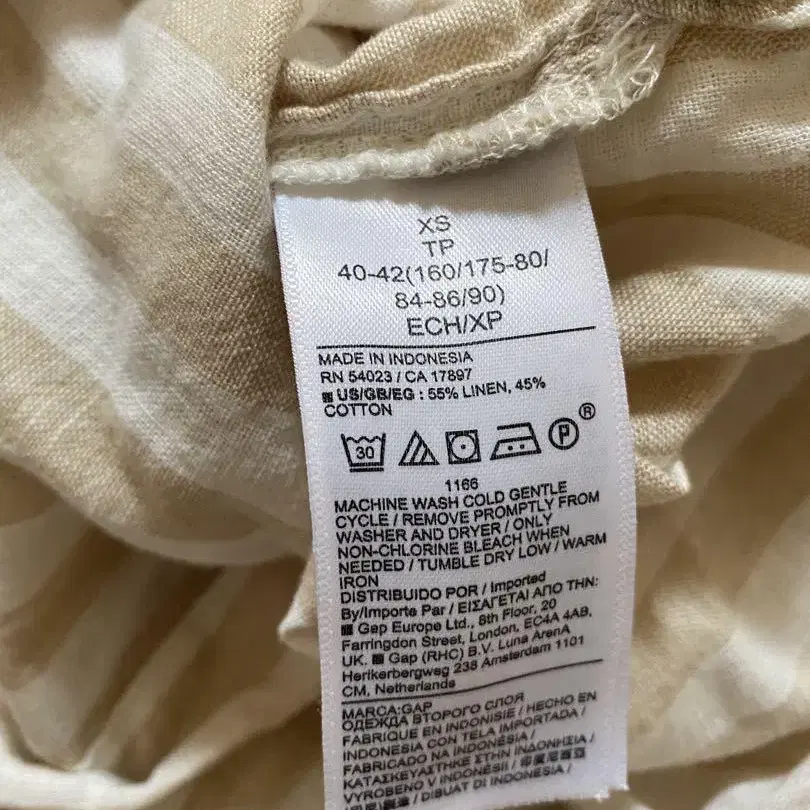 XS
TP
40-42(160/175-80/
84-86/90)
ECH/XP
MADE IN INDONESIA
RN 54023 / CA 17897
US/GB/EG : 55% LINEN, 45%
COTTON
30
P
®
1166
MACHINE WASH COLD GENTLE
CYCLE / REMOVE PROMPTLY FROM
WASHER AND DRYER / ONLY
NON-CHLORINE BLEACH WHEN
NEEDED / TUMBLE DRY LOW / WARM
IRON
DISTRIBUIDO POR / Imported
By/Importe Par / ΕΙΣΑΓΕΤΑΙ ΑΠΟ ΤΗΝ:
Gap Europe Ltd., 8th Floor, 20
Farringdon Street, London, EC4A 4AB,
UK. Gap (RHC) B.V. Luna ArenA
Herikerbergweg 238 Amsterdam 1101
CM, Netherlands
MARCA:GAP
ОДЕЖДА ВТОРОГО СЛОЯ
FABRIQUE EN INDONISIE / HECHO EN
INDONESIA CON TELA IMPORTADA /
FABRICADO NA INDONÉSIA /
ΚΑΤΑΣΚΕΥΑΣΤΗΚΕ ΣΤΗΝ ΙΝΔΟΝΗΣΙΑ /
VYROBENO V INDONÉSII /
/ DIBUAT DI INDONESIA /